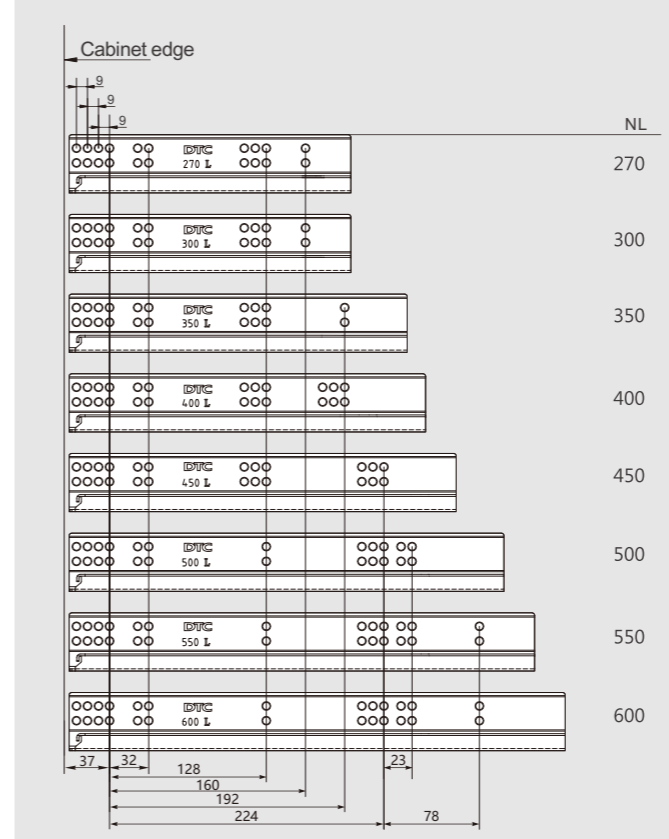 Cabinet edge
9
9
9
NL
DTC
270 L
270
DTC
300 L
300
DTC
350 L
350
DTC
400 L
400
DTC
450 L
450
DTC
500 L
500
DTC
550 L
550
DTC
600 L
600
37 32 23
128
160
192
224 78